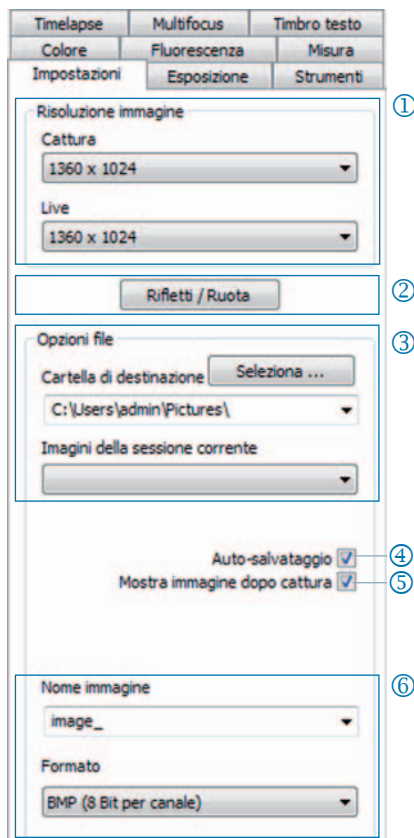 Timelapse Multifocus Timbro testo
Colore Fluorescenza Misura
Impostazioni Esposizione Strumenti
① 
Risoluzione immagine
Cattura
1360 x 1024
Live
1360 x 1024
②
Rifletti / Ruota
③
Opzioni file
Cartella di destinazione Seleziona ...
C:\Users\admin\Pictures\
Imagini della sessione corrente
Auto-salvataggio ④
Mostra immagine dopo cattura ⑤
⑥
Nome immagine
image_
Formato
BMP (8 Bit per canale)